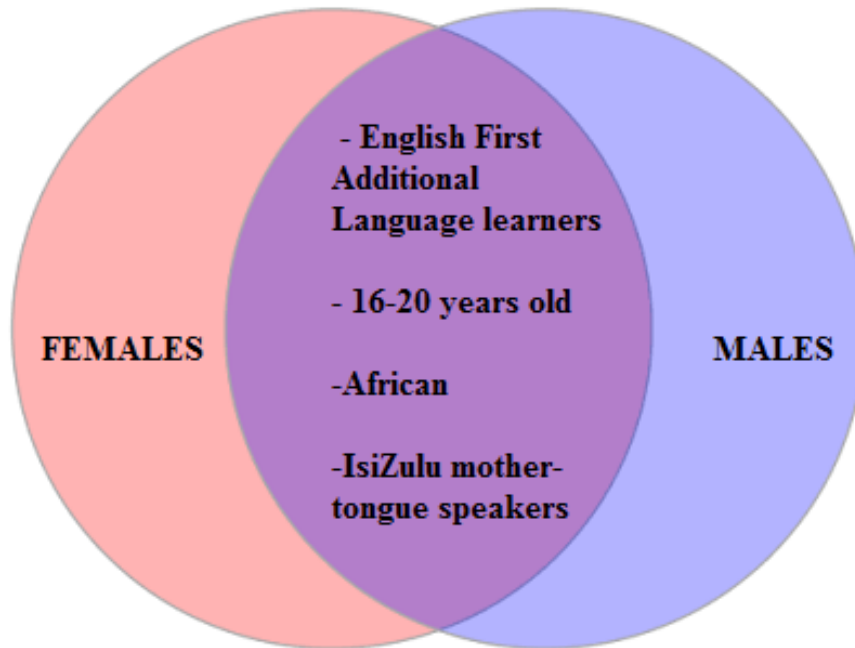 - English First
Additional
Language learners
- 16-20 years old
FEMALES
MALES
-African
-IsiZulu mother-
tongue speakers